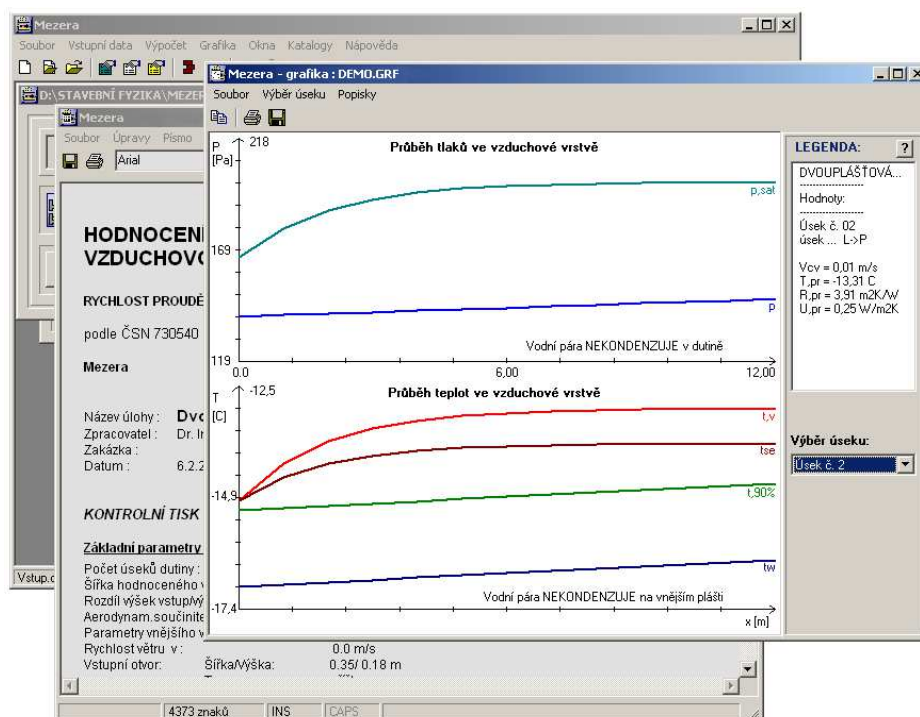 Mezera
Soubor Vstupní data Výpočet Grafika Okna Katalogy Nápověda
D:\STAVEBNÍ FYZIKA\MEZER
Mezera
Soubor Úpravy Písmo
Arial
HODNOCENÍ
VZDUCHOVÉ
RYCHLOST PROUDĚ
podle ČSN 730540
Mezera
Název úlohy : Dvo
Zpracovatel : Dr. Ir
Zakázka :
Datum : 6.2.2
KONTROLNÍ TISK
Základní parametry
Počet úseků dutiny :
Šířka hodnoceného v
Rozdíl výšek vstup/vý
Aerodynam.součinite
Parametry vnějšího v
Rychlost větru v : 0.0 m/s
Vstupní otvor: Šířka/Výška: 0.35/ 0.18 m
4373 znaků INS CAPS
Vstup.d
Mezera - grafika : DEMO.GRF
Soubor Výběr úseku Popisky
P 218
[Pa]
Průběh tlaků ve vzduchové vrstvě
p,sat
169
p
Vodní pára NEKONDENZUJE v dutině
119
0.0 6,00 12,00
T -12,5
[C]
Průběh teplot ve vzduchové vrstvě
t,v
tse
-14,9
t,90%
tw
Vodní pára NEKONDENZUJE na vnějším plášti
-17,4
x [m]
LEGENDA: ?
DVOUPLÁŠŤOVÁ...
------------------
Hodnoty:
------------------
Úsek č. 02
úsek ... L->P
Vcv = 0,01 m/s
T,pr = -13,31 C
R,pr = 3,91 m2K/W
U,pr = 0,25 W/m2K
Výběr úseku:
Úsek č. 2